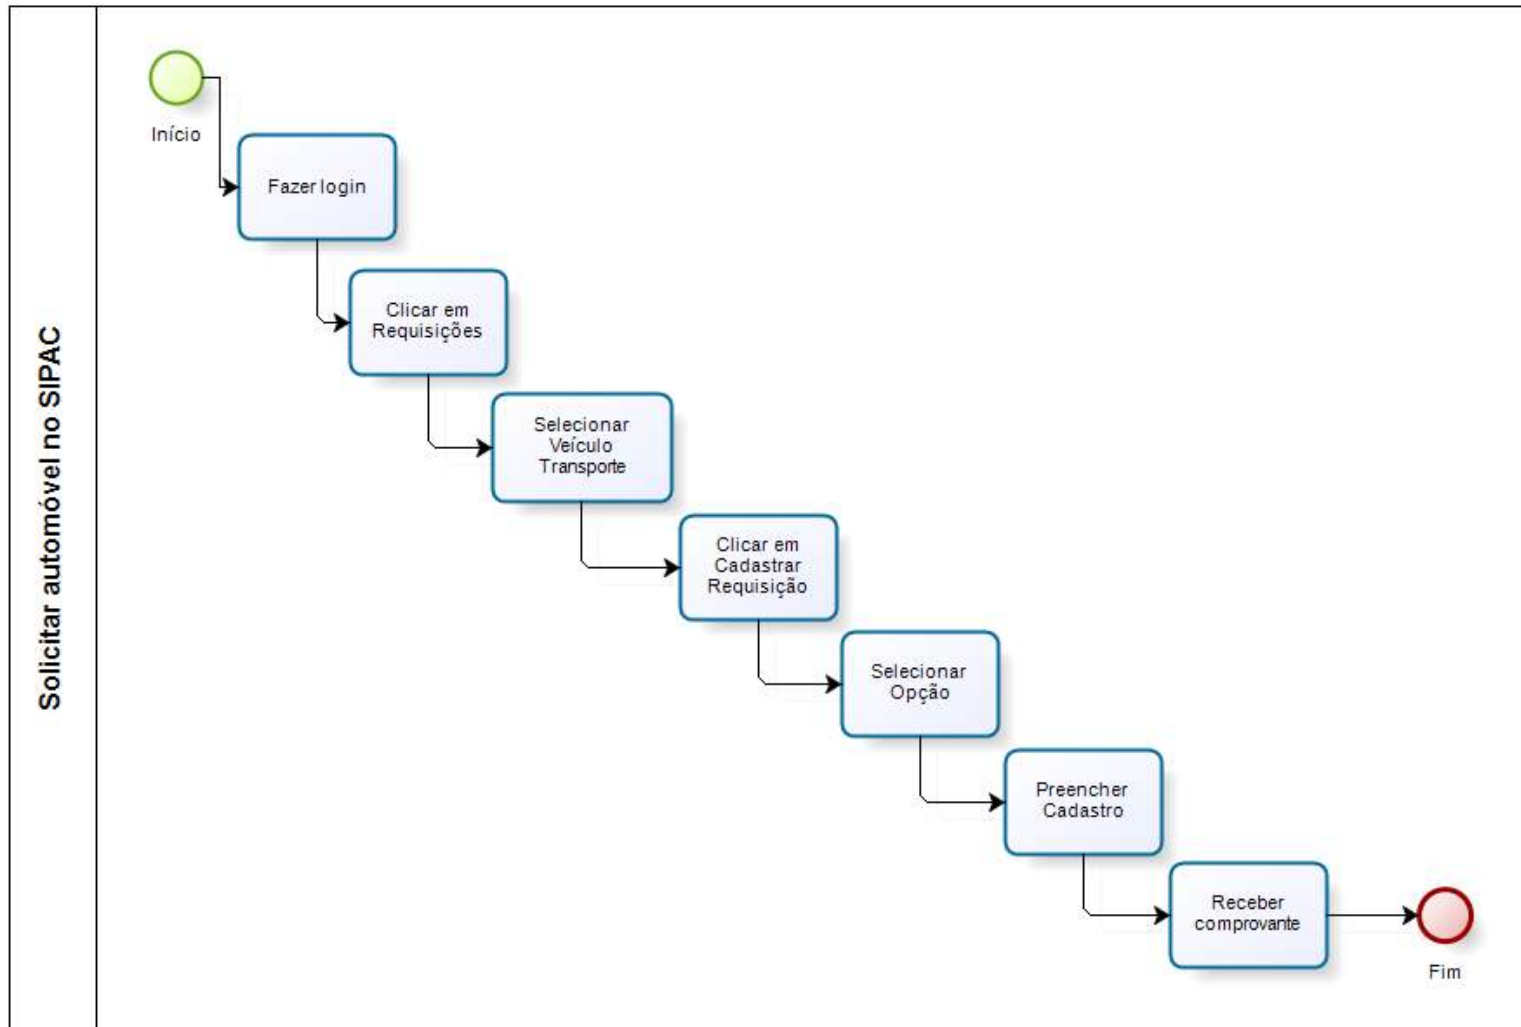 Solicitar automóvel no SIPAC
Início
Fazer login
Clicar em
Requisições
Selecionar
Veículo
Transporte
Clicar em
Cadastrar
Requisição
Selecionar
Opção
Preencher
Cadastro
Receber
comprovante
Fim